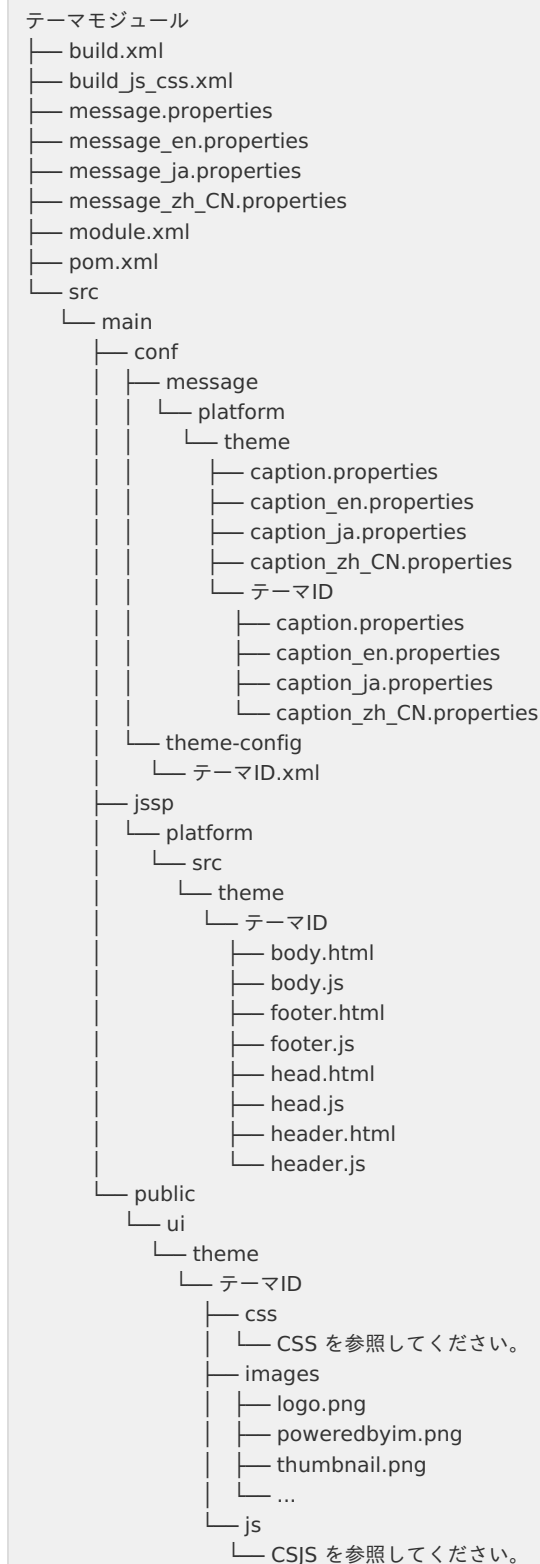 テーマモジュール
├── build.xml
├── build_js_css.xml
├── message.properties
├── message_en.properties
├── message_ja.properties
├── message_zh_CN.properties
├── module.xml
├── pom.xml
└── src
    └── main
        ├── conf
        │   ├── message
        │   │   └── platform
        │   │       └── theme
        │   │           ├── caption.properties
        │   │           ├── caption_en.properties
        │   │           ├── caption_ja.properties
        │   │           ├── caption_zh_CN.properties
        │   │           └── テーマID
        │   │               ├── caption.properties
        │   │               ├── caption_en.properties
        │   │               ├── caption_ja.properties
        │   │               └── caption_zh_CN.properties
        │   └── theme-config
        │       └── テーマID.xml
        ├── jssp
        │   └── platform
        │       └── src
        │           └── theme
        │               └── テーマID
        │                   ├── body.html
        │                   ├── body.js
        │                   ├── footer.html
        │                   ├── footer.js
        │                   ├── head.html
        │                   ├── head.js
        │                   ├── header.html
        │                   └── header.js
        └── public
            └── ui
                └── theme
                    └── テーマID
                        ├── css
                        │   └── CSS を参照してください。
                        ├── images
                        │   ├── logo.png
                        │   ├── poweredbyim.png
                        │   ├── thumbnail.png
                        │   └── ...
                        └── js
                            └── CSJS を参照してください。